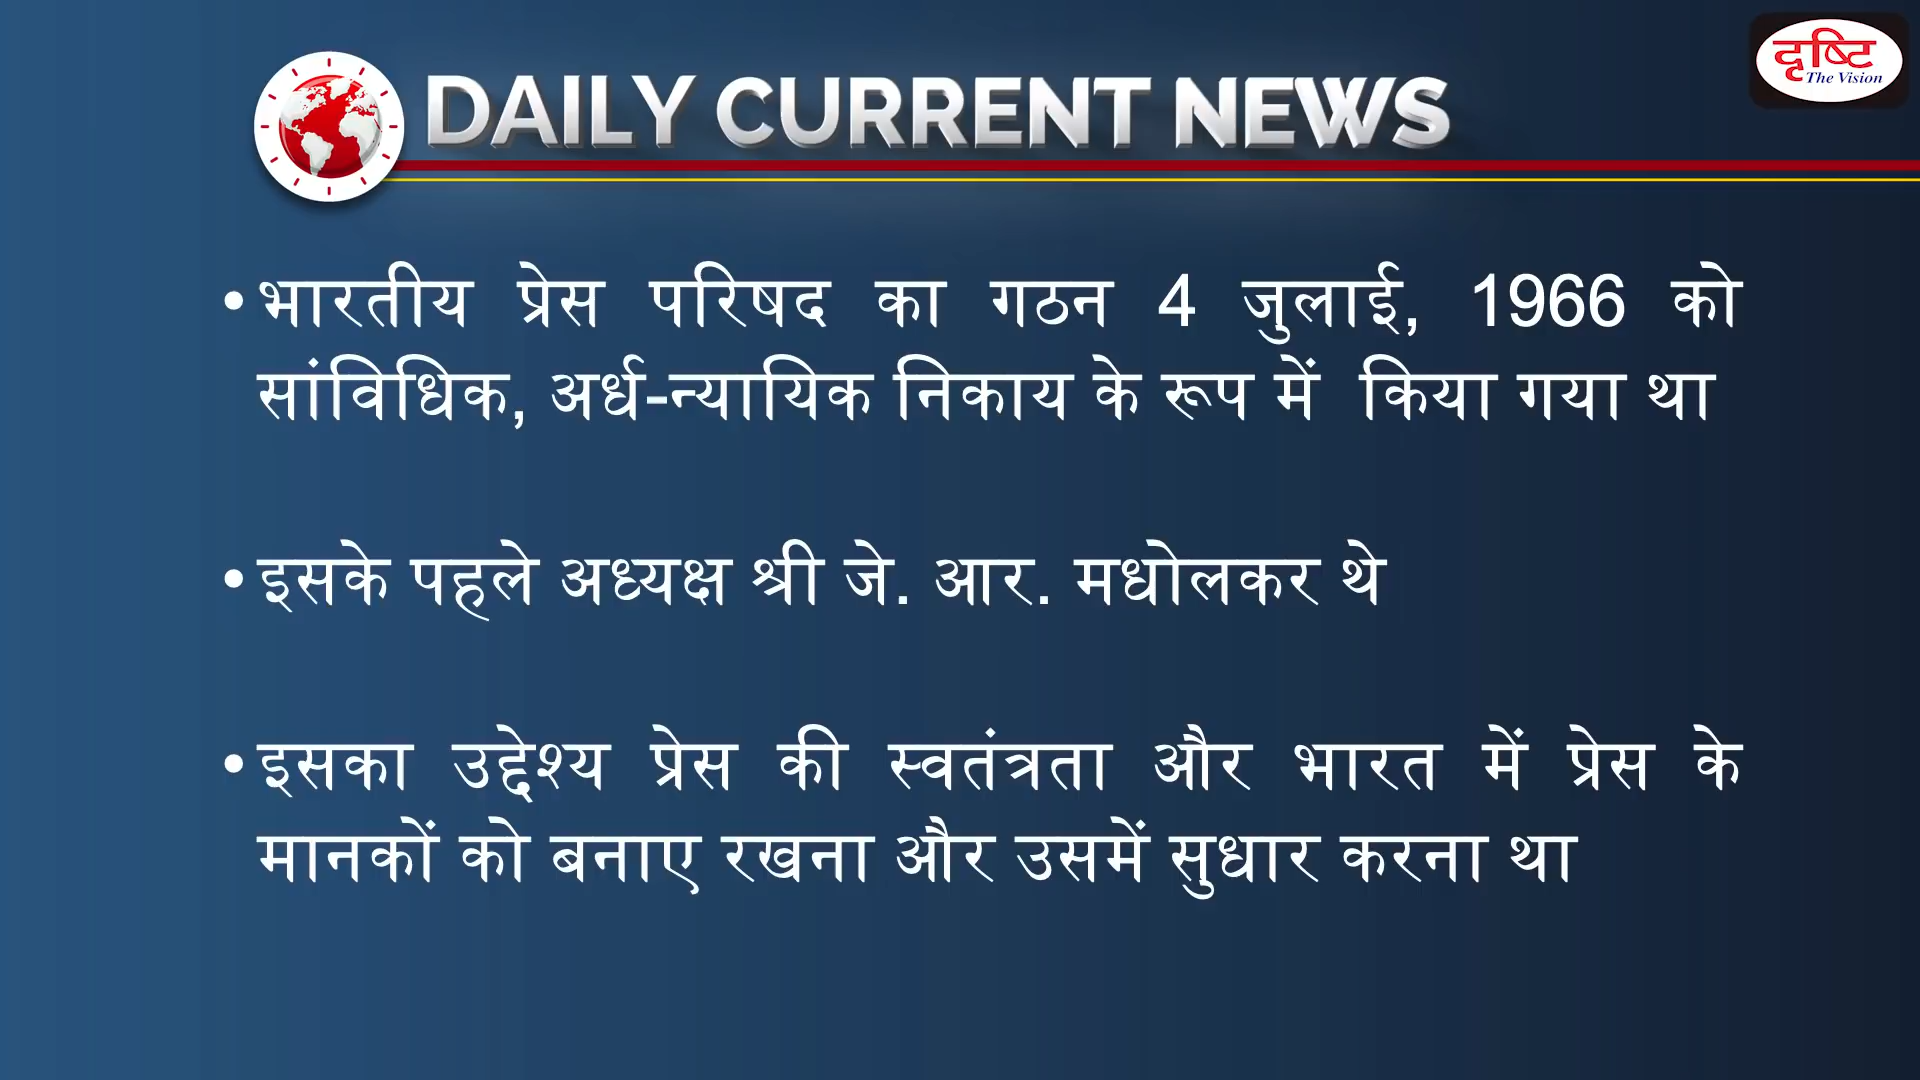 DAILY CURRENT NEWS
दृष्टि
The Vision
•भारतीय प्रेस परिषद का गठन 4 जुलाई, 1966 को
सांविधिक, अर्ध-न्यायिक निकाय के रूप में किया गया था
•इसके पहले अध्यक्ष श्री जे. आर. मधोलकर थे
•इसका उद्देश्य प्रेस की स्वतंत्रता और भारत में प्रेस के
मानकों को बनाए रखना और उसमें सुधार करना था